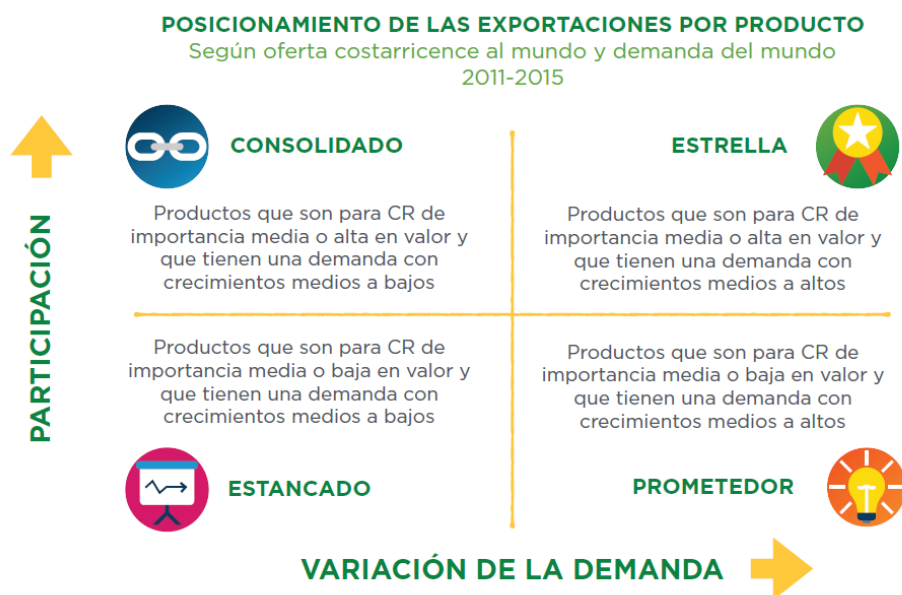 POSICIONAMIENTO DE LAS EXPORTACIONES POR PRODUCTO
Según oferta costarricence al mundo y demanda del mundo
2011-2015
CONSOLIDADO
Productos que son para CR de
importancia media o alta en valor y
que tienen una demanda con
crecimientos medios a bajos
ESTRELLA
Productos que son para CR de
importancia media o alta en valor y
que tienen una demanda con
crecimientos medios a altos
PARTICIPACIÓN
Productos que son para CR de
importancia media o baja en valor y
que tienen una demanda con
crecimientos medios a bajos
ESTANCADO
Productos que son para CR de
importancia media o baja en valor y
que tienen una demanda con
crecimientos medios a altos
PROMETEDOR
VARIACIÓN DE LA DEMANDA